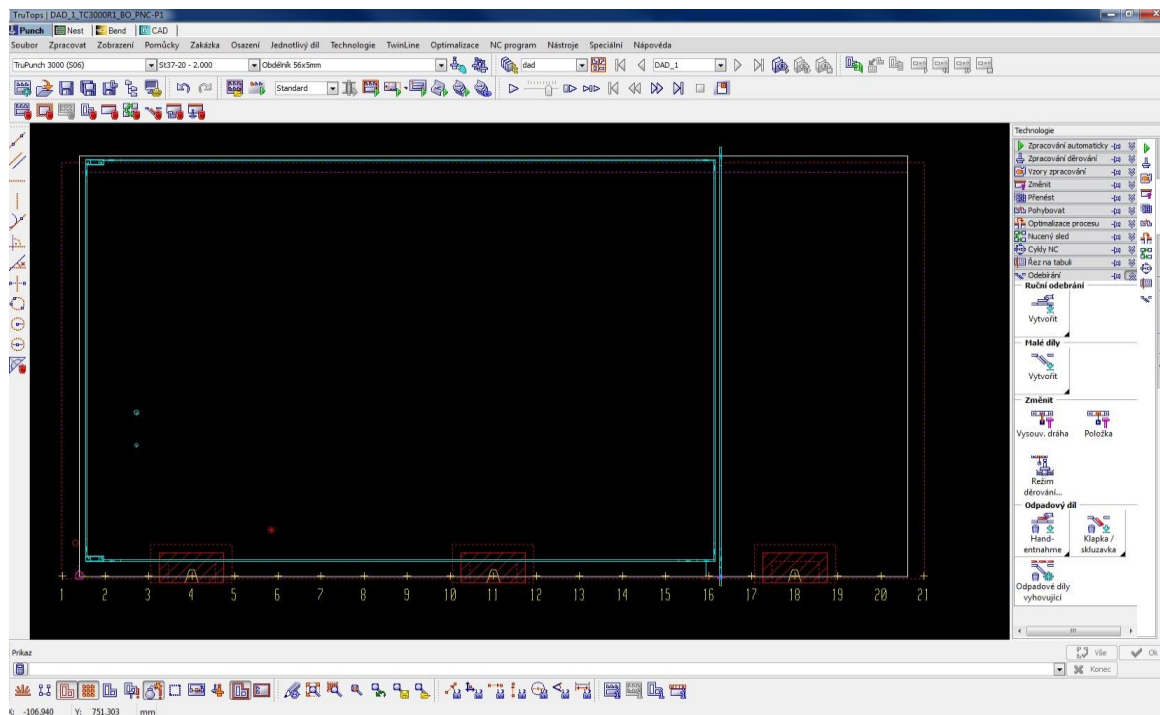 TruTops | DAD_1_TC3000R1_BO_PNC-P1
Punch Nest Bend CAD
Soubor Zpracovat Zobrazení Pomůcky Zakázka Osazení Jednotlivý díl Technologie TwinLine Optimalizace NC program Nástroje Speciální Nápověda
TruPunch 3000 (S06) St37-20 - 2.000 Obdélník 56x5mm dad DAD_1
Standard
Technologie
Zpracování automaticky
Zpracování děrování
Vzory zpracování
Změnit
Přenést
Pohybovat
Optimalizace procesu
Nucený sled
Cykly NC
Řez na tabuli
Odebírání
Ruční odebrání
Vytvořit
Malé díly
Vytvořit
Změnit
Vysouv. dráha Položka
Režim
děrování...
Odpadový díl
Hand-
entnahme
Klapka /
skluzavka
Odpadové díly
vyhovující
1 2 3 4 5 6 7 8 9 10 11 12 13 14 15 16 17 18 19 20 21
Prikaz
Vše Ok
Konec
X: -106.940 Y: 751.303 mm